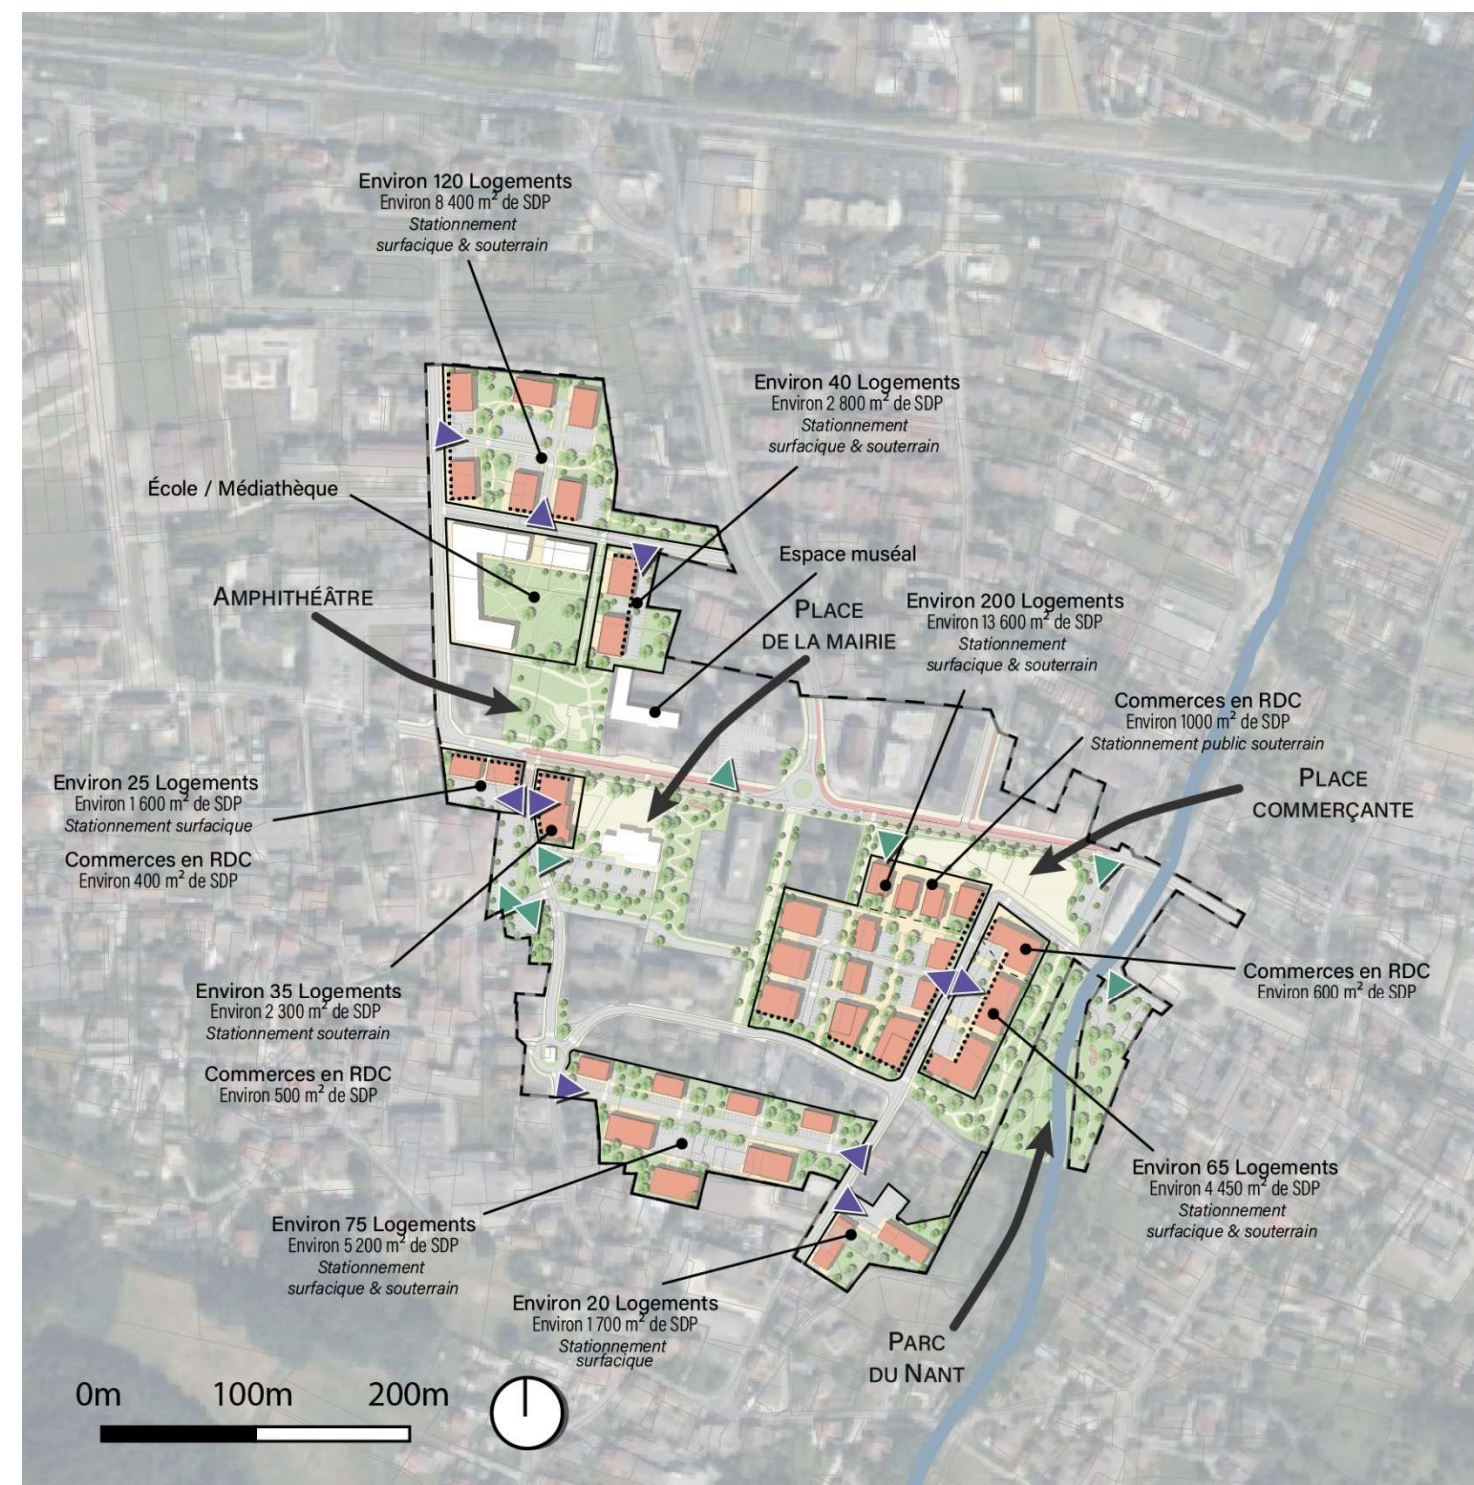 Environ 120 Logements
Environ 8 400 m² de SDP
Stationnement
surfacique & souterrain
Environ 40 Logements
Environ 2 800 m² de SDP
Stationnement
surfacique & souterrain
École / Médiathèque
Espace muséal
AMPHITHÉÂTRE
PLACE
DE LA MAIRIE
Environ 200 Logements
Environ 13 600 m² de SDP
Stationnement
surfacique & souterrain
Commerces en RDC
Environ 1000 m² de SDP
Stationnement public souterrain
PLACE
COMMERÇANTE
Environ 25 Logements
Environ 1 600 m² de SDP
Stationnement surfacique
Commerces en RDC
Environ 400 m² de SDP
Commerces en RDC
Environ 600 m² de SDP
Environ 35 Logements
Environ 2 300 m² de SDP
Stationnement souterrain
Commerces en RDC
Environ 500 m² de SDP
Environ 65 Logements
Environ 4 450 m² de SDP
Stationnement
surfacique & souterrain
Environ 75 Logements
Environ 5 200 m² de SDP
Stationnement
surfacique & souterrain
Environ 20 Logements
Environ 1 700 m² de SDP
Stationnement
surfacique
PARC
DU NANT
0m 100m 200m